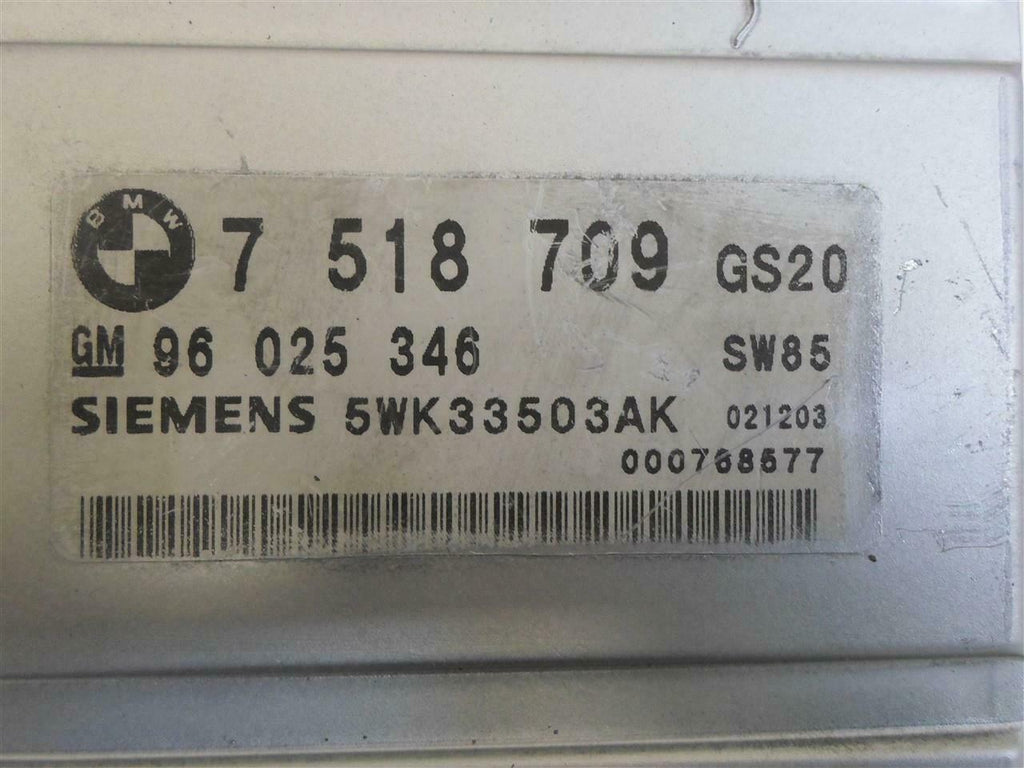 BMW
7 518 709 GS20
GM 96 025 346 SW85
SIEMENS 5WK33503AK 021203
000768577